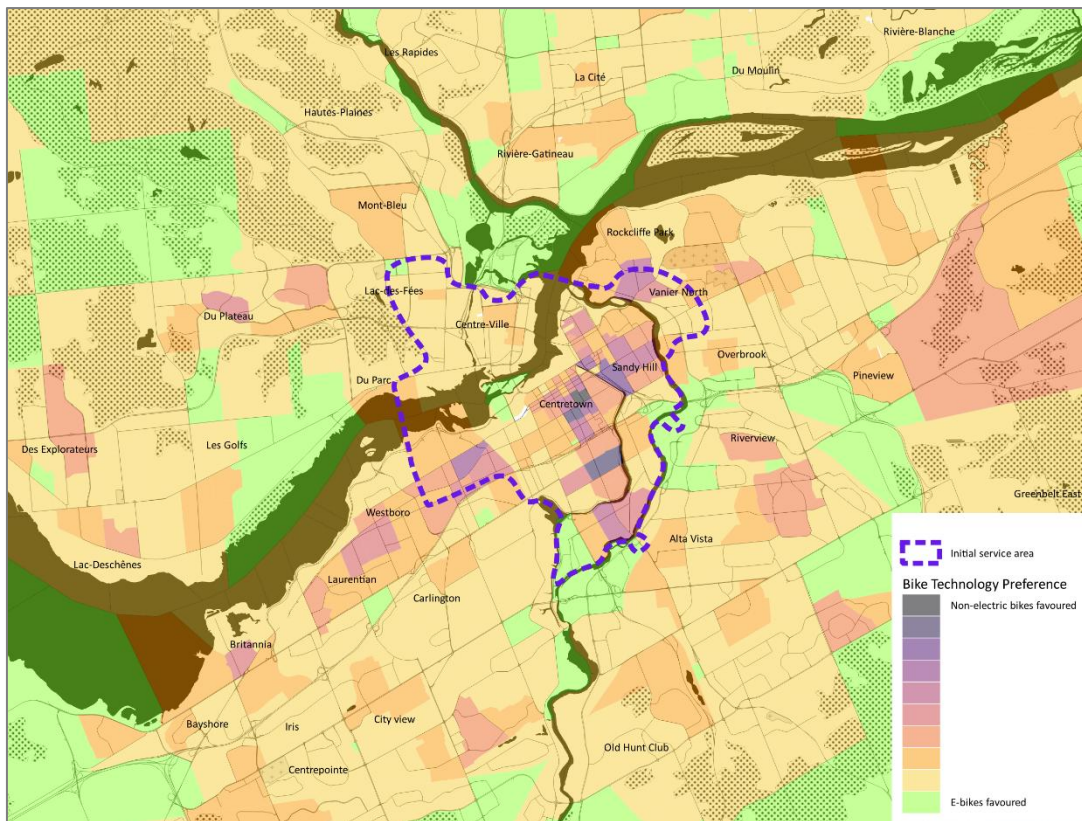 Rivière-Blanche
Les Rapides
La Cité
Du Moulin
Hautes-Plaines
Rivière-Gatineau
Mont-Bleu
Rockcliffe Park
Lac-des-Fées
Vanier North
Du Plateau
Centre-Ville
Overbrook
Sandy Hill
Pineview
Du Parc
Centretown
Des Explorateurs
Les Golfs
Riverview
Greenbelt East
Westboro
Alta Vista
Initial service area
Lac-Deschênes
Laurentian
Bike Technology Preference
Carlington
Non-electric bikes favoured
Britannia
Bayshore
Iris
City view
Old Hunt Club
Centrepointe
E-bikes favoured